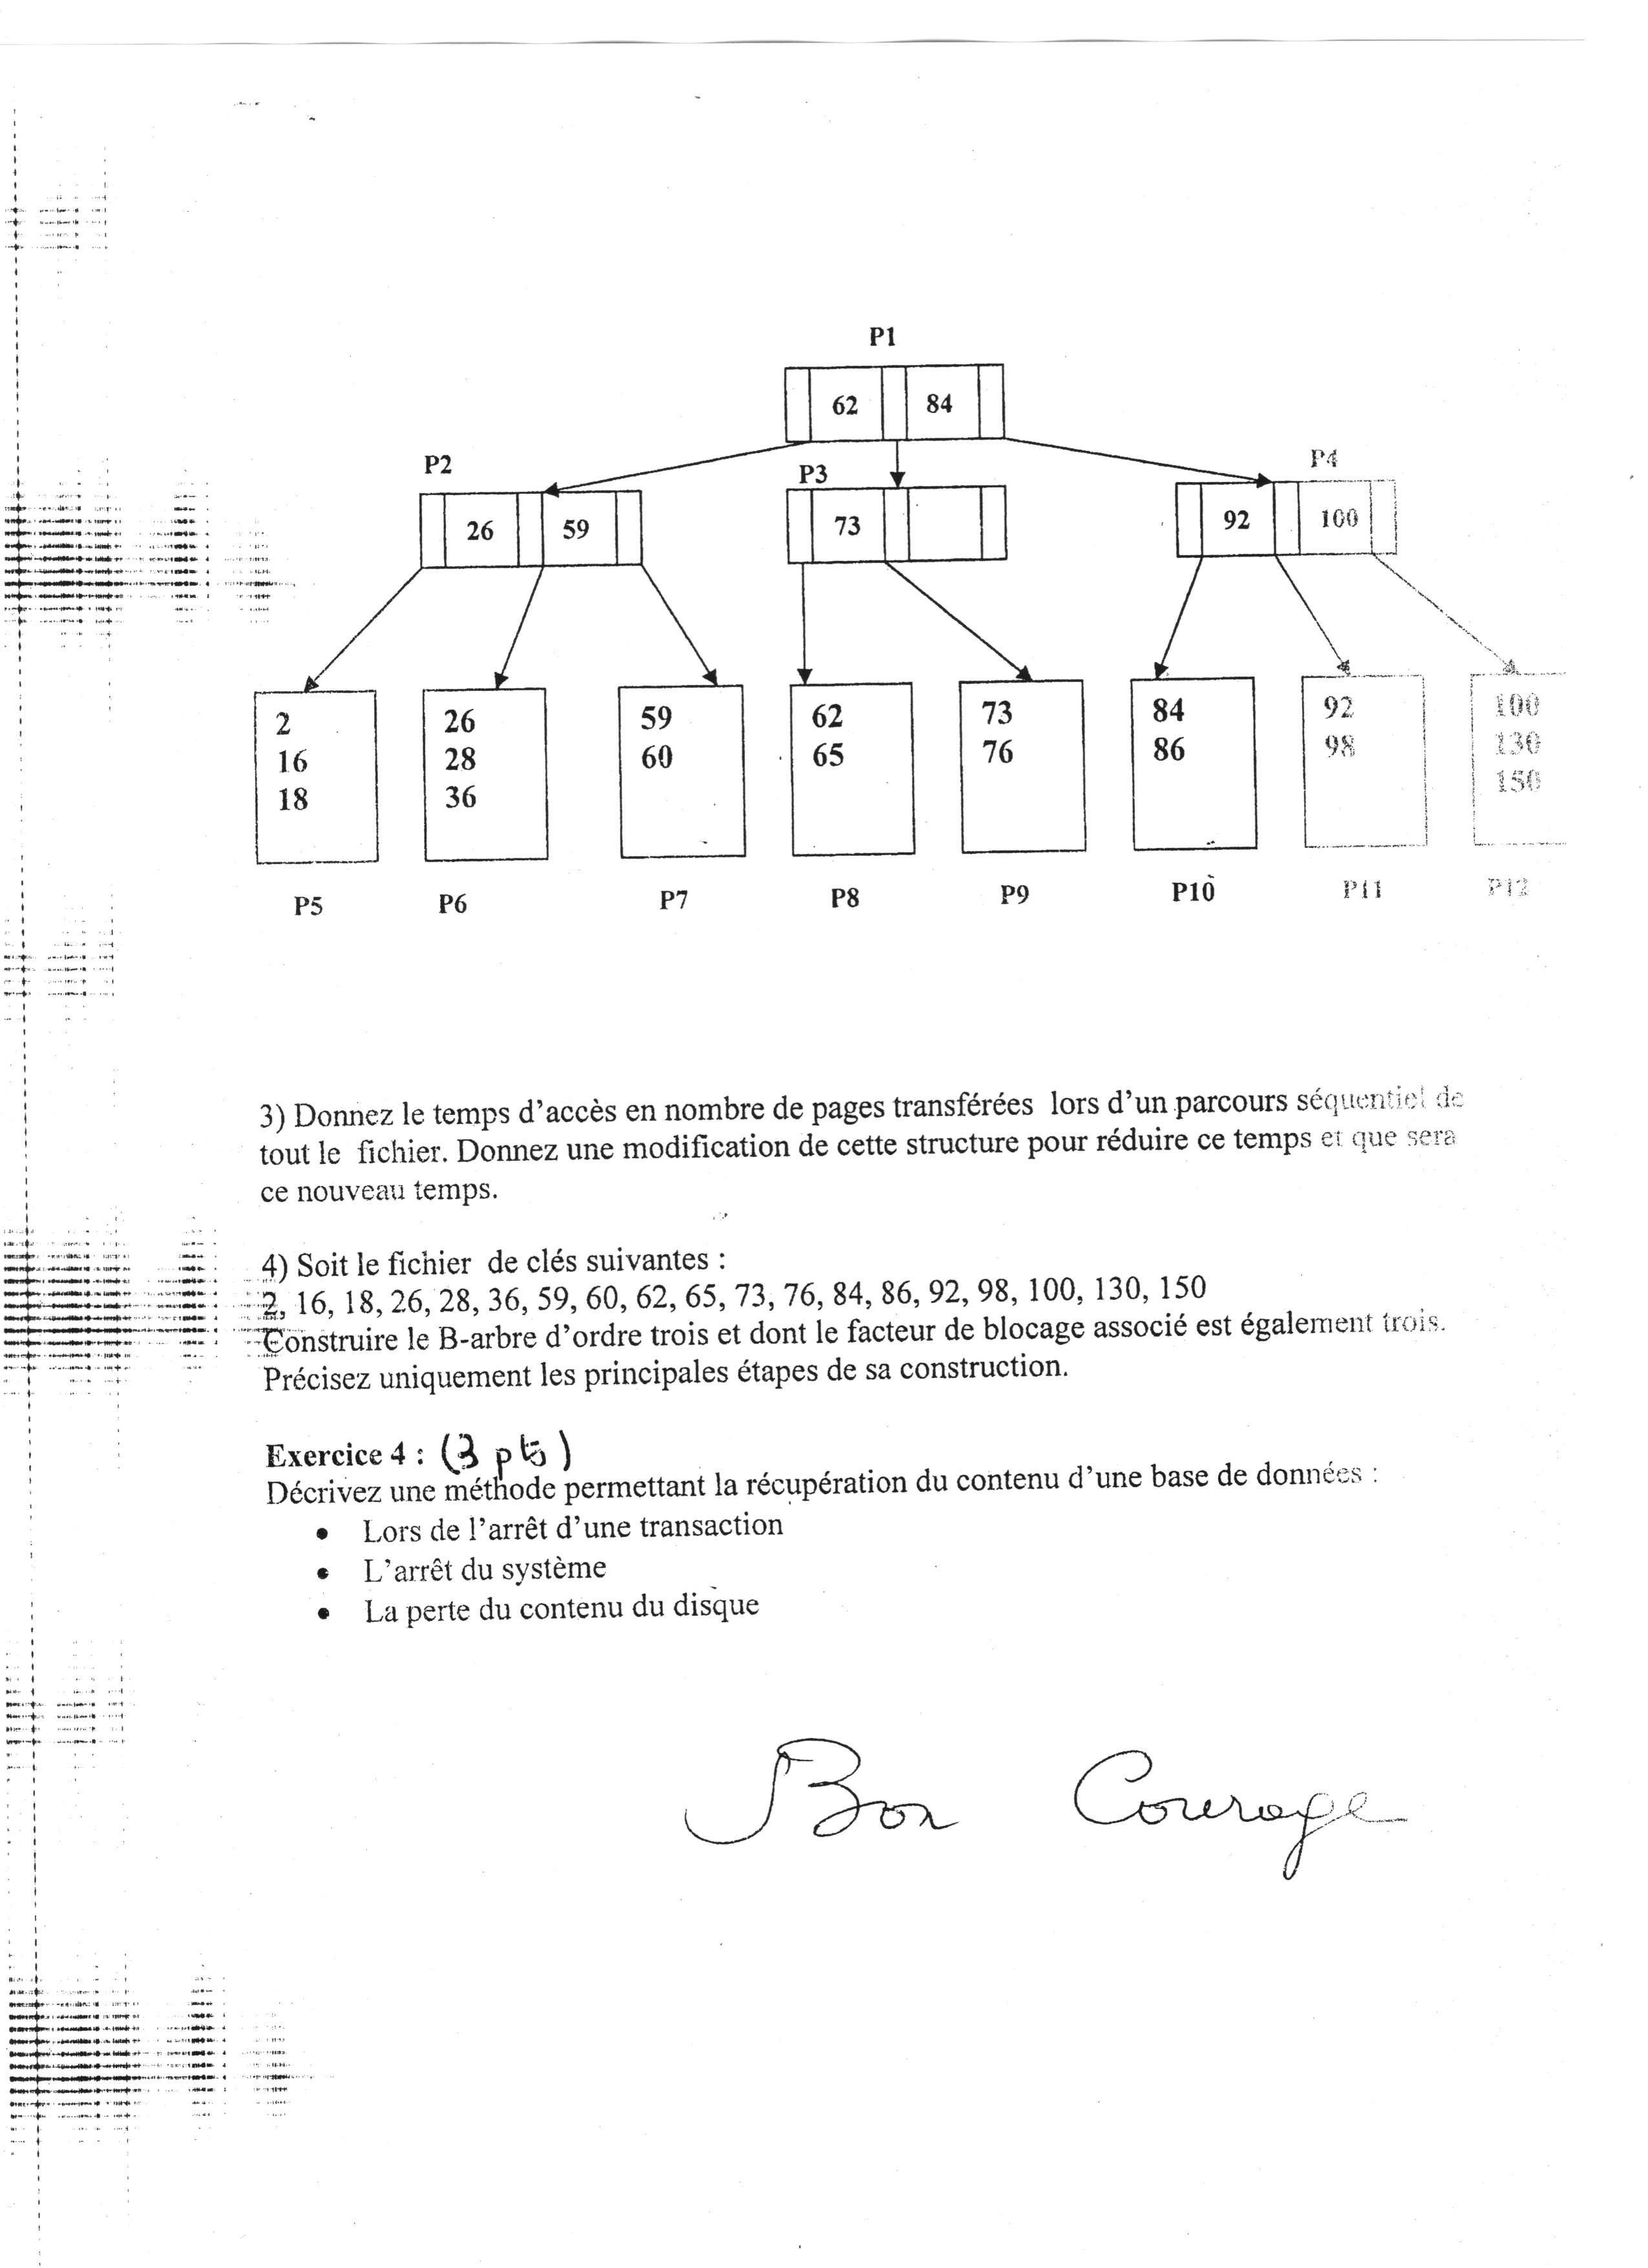 P1
62 84
P2 P3 P4
26 59 73 92 100
2 26 59 62 73 84 92 100
16 28 60 65 76 86 98 130
18 36 150
P5 P6 P7 P8 P9 P10 P11 P12
3) Donnez le temps d'accès en nombre de pages transférées lors d'un parcours séquentiel de
tout le fichier. Donnez une modification de cette structure pour réduire ce temps et que sera
ce nouveau temps.
4) Soit le fichier de clés suivantes :
2, 16, 18, 26, 28, 36, 59, 60, 62, 65, 73, 76, 84, 86, 92, 98, 100, 130, 150
Construire le B-arbre d'ordre trois et dont le facteur de blocage associé est également trois.
Précisez uniquement les principales étapes de sa construction.
Exercice 4 : (3 pts)
Décrivez une méthode permettant la récupération du contenu d'une base de données :
• Lors de l'arrêt d'une transaction
• L'arrêt du système
• La perte du contenu du disque
Bon Courage